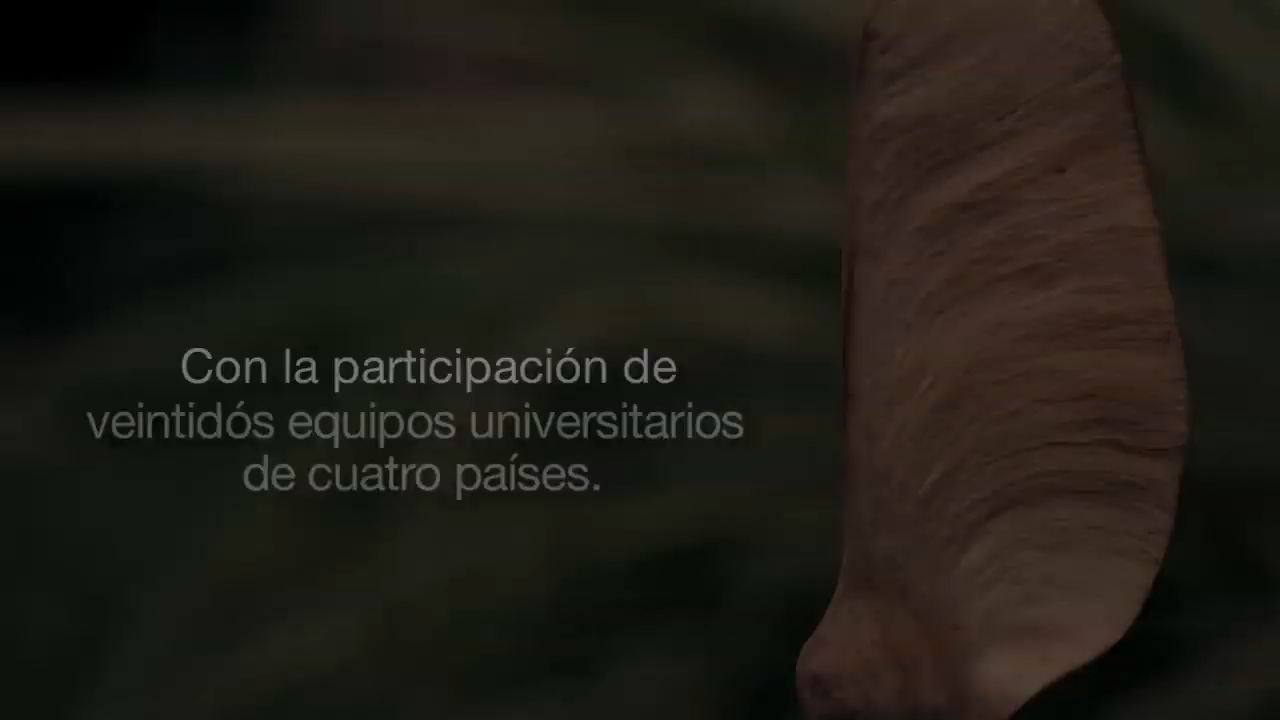 Con la participación de
veintidós equipos universitarios
de cuatro países.